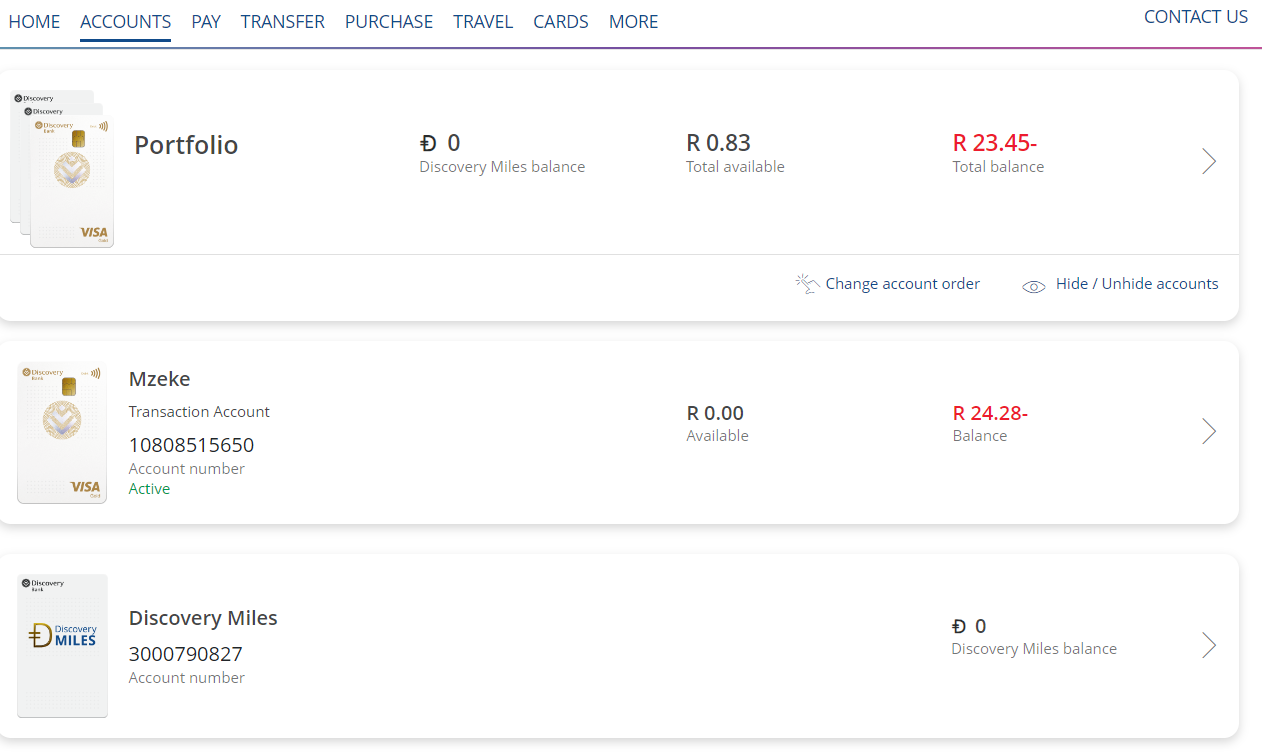 HOME ACCOUNTS PAY TRANSFER PURCHASE TRAVEL CARDS MORE CONTACT US
Discovery
Discovery
Discovery
Bank
VISA
Gold
Portfolio
Đ 0
Discovery Miles balance
R 0.83
Total available
R 23.45-
Total balance
Change account order
Hide / Unhide accounts
Discovery
Bank
VISA
Gold
Mzeke
Transaction Account
10808515650
Account number
Active
R 0.00
Available
R 24.28-
Balance
Discovery
Bank
Discovery
MILES
Discovery Miles
3000790827
Account number
Đ 0
Discovery Miles balance